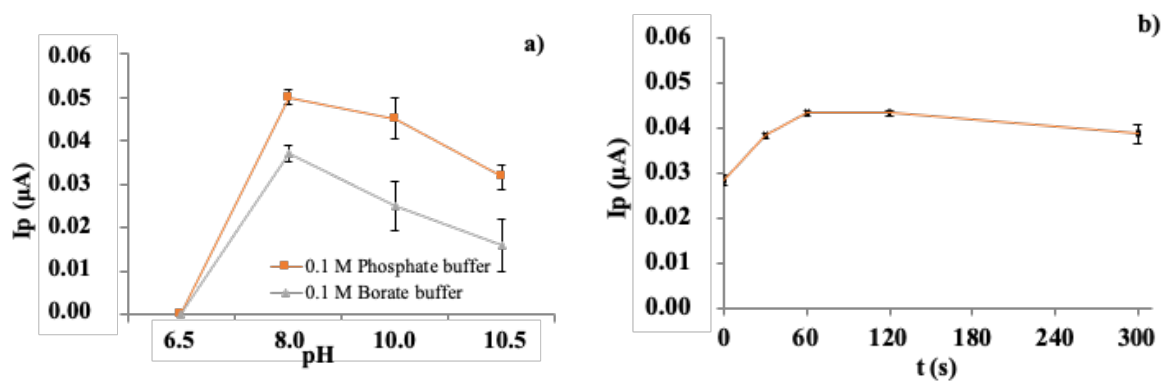 a)
0.06
0.05
0.04
0.03
0.02
0.01
0.00
Ip (µA)
0.1 M Phosphate buffer
0.1 M Borate buffer
6.5 8.0 10.0 10.5
pH
b)
0.06
0.05
0.04
0.03
0.02
0.01
0.00
Ip (µA)
0 60 120 180 240 300
t (s)